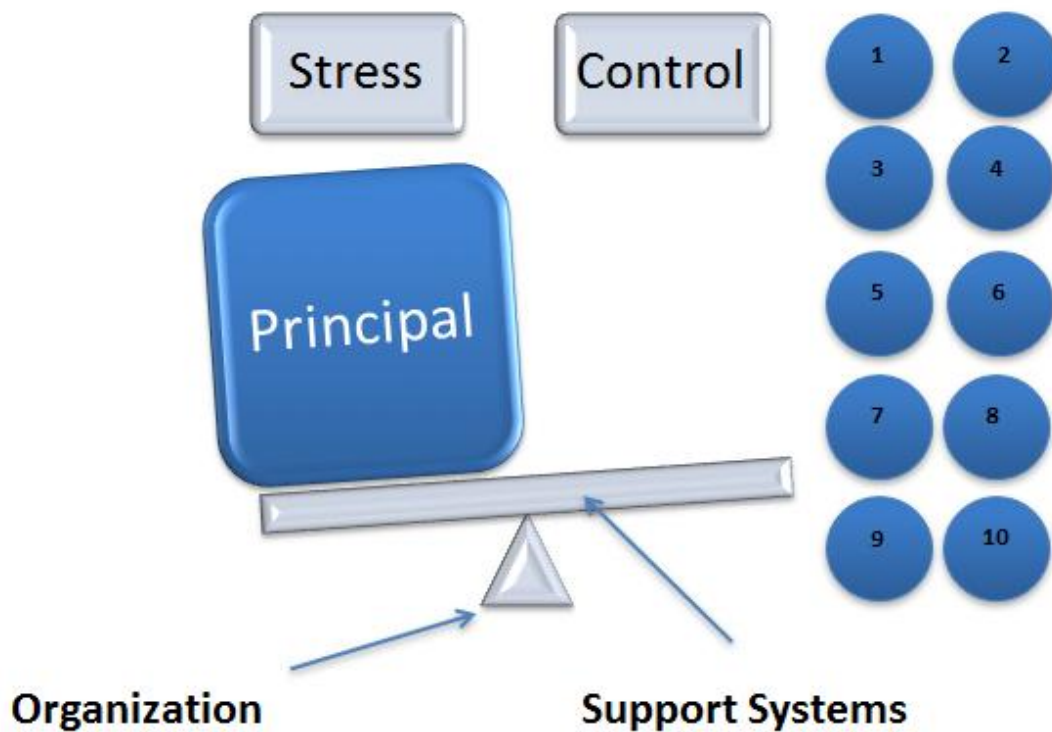 Stress
Control
1
2
3
4
Principal
5
6
7
8
9
10
Organization
Support Systems